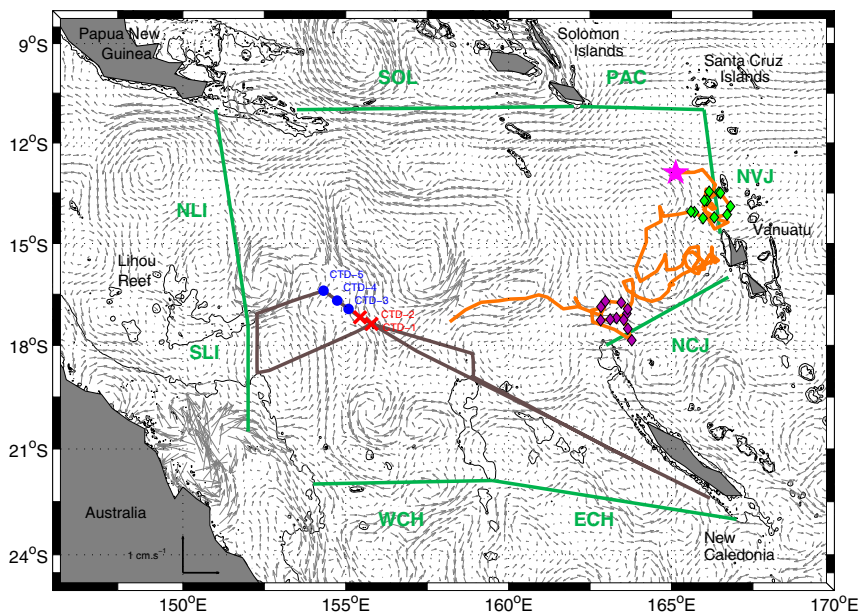 9°S
12°S
15°S
18°S
21°S
24°S
Papua New
Guinea
Solomon
Islands
SOL
PAC
Santa Cruz
Islands
NVJ
NLI
Vanuatu
Lihou
Reef
CTD-5
CTD-4
CTD-3
CTD-2
CTD-1
SLI
NCJ
Australia
WCH
ECH
1 cm.s⁻¹
New
Caledonia
150°E
155°E
160°E
165°E
170°E